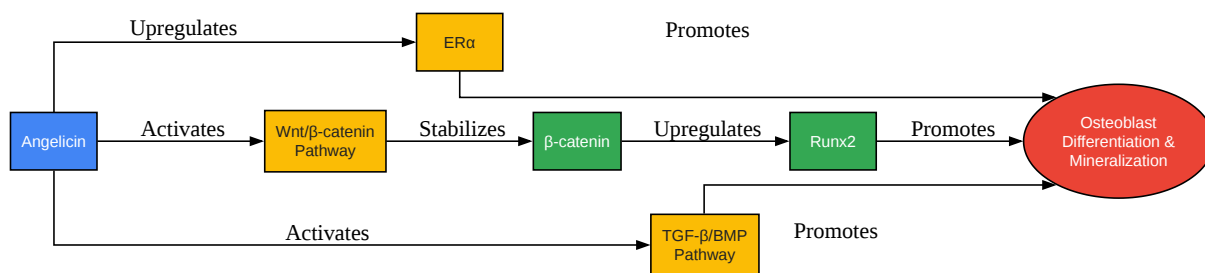 Upregulates
ERα
Promotes
Angelicin
Activates
Wnt/β-catenin
Pathway
Stabilizes
β-catenin
Upregulates
Runx2
Promotes
Osteoblast
Differentiation &
Mineralization
Activates
TGF-β/BMP
Pathway
Promotes